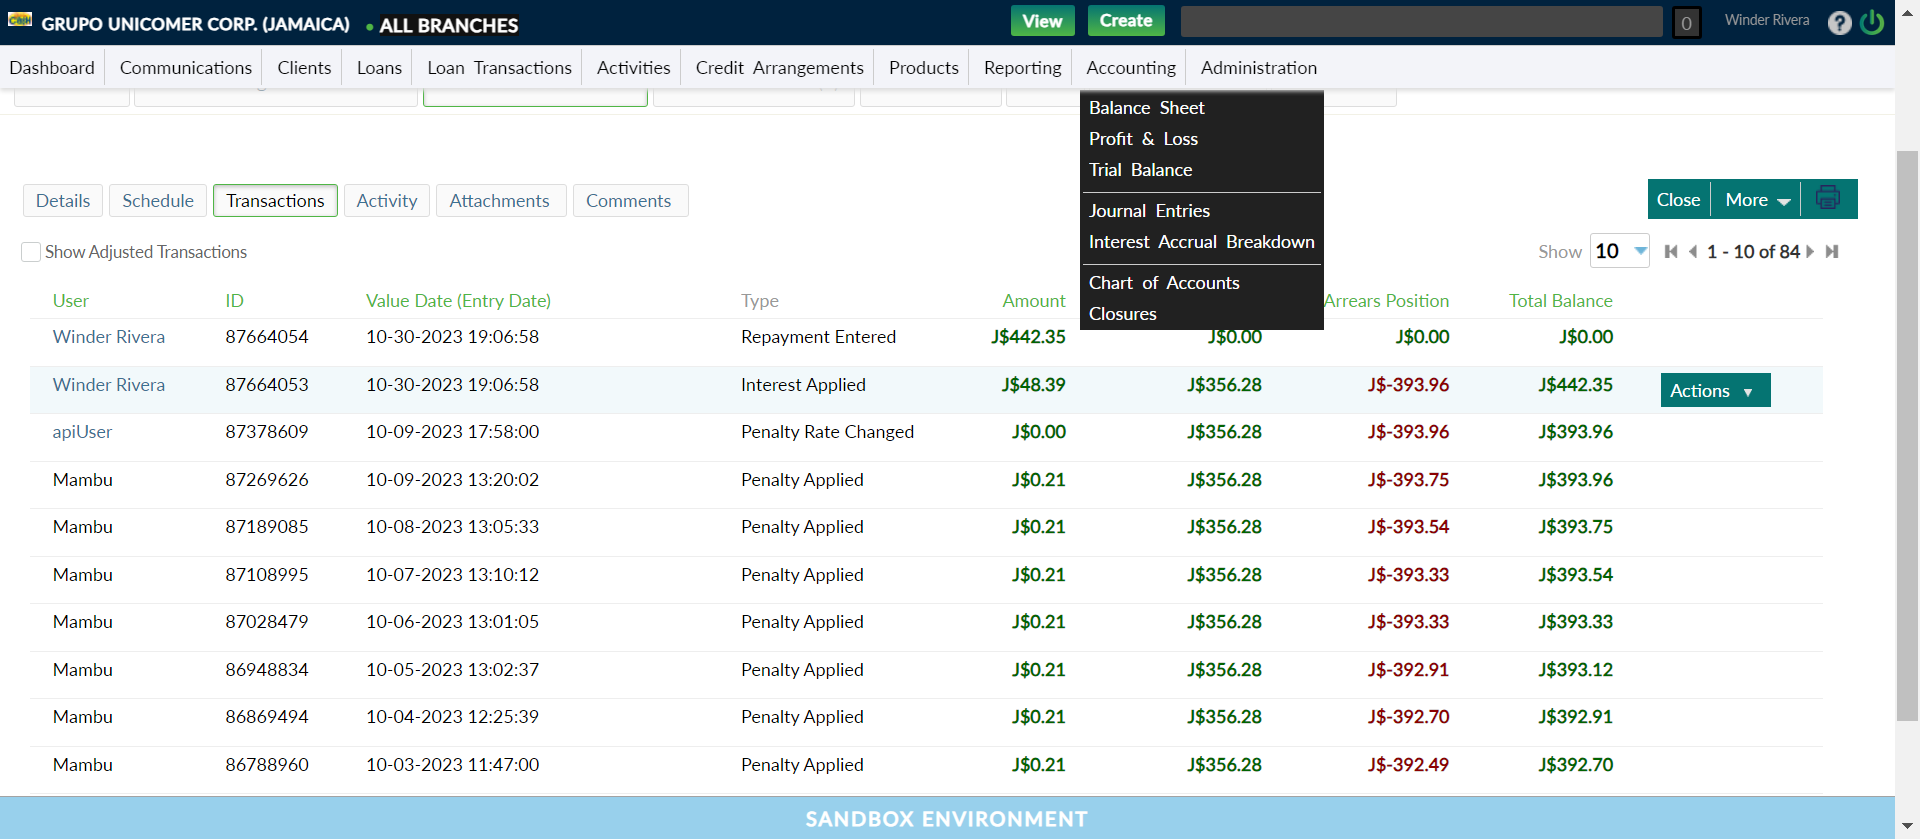 GRUPO UNICOMER CORP. (JAMAICA) • ALL BRANCHES View Create 0 Winder Rivera ?
Dashboard Communications Clients Loans Loan Transactions Activities Credit Arrangements Products Reporting Accounting Administration
Balance Sheet
Profit & Loss
Trial Balance
Journal Entries
Interest Accrual Breakdown
Chart of Accounts
Closures
Details Schedule Transactions Activity Attachments Comments Close More
Show Adjusted Transactions Show 10 1 - 10 of 84
User ID Value Date (Entry Date) Type Amount Arrears Position Total Balance
Winder Rivera 87664054 10-30-2023 19:06:58 Repayment Entered J$442.35 J$0.00 J$0.00 J$0.00
Winder Rivera 87664053 10-30-2023 19:06:58 Interest Applied J$48.39 J$356.28 J$-393.96 J$442.35 Actions ▼
apiUser 87378609 10-09-2023 17:58:00 Penalty Rate Changed J$0.00 J$356.28 J$-393.96 J$393.96
Mambu 87269626 10-09-2023 13:20:02 Penalty Applied J$0.21 J$356.28 J$-393.75 J$393.96
Mambu 87189085 10-08-2023 13:05:33 Penalty Applied J$0.21 J$356.28 J$-393.54 J$393.75
Mambu 87108995 10-07-2023 13:10:12 Penalty Applied J$0.21 J$356.28 J$-393.33 J$393.54
Mambu 87028479 10-06-2023 13:01:05 Penalty Applied J$0.21 J$356.28 J$-393.33 J$393.33
Mambu 86948834 10-05-2023 13:02:37 Penalty Applied J$0.21 J$356.28 J$-392.91 J$393.12
Mambu 86869494 10-04-2023 12:25:39 Penalty Applied J$0.21 J$356.28 J$-392.70 J$392.91
Mambu 86788960 10-03-2023 11:47:00 Penalty Applied J$0.21 J$356.28 J$-392.49 J$392.70
SANDBOX ENVIRONMENT